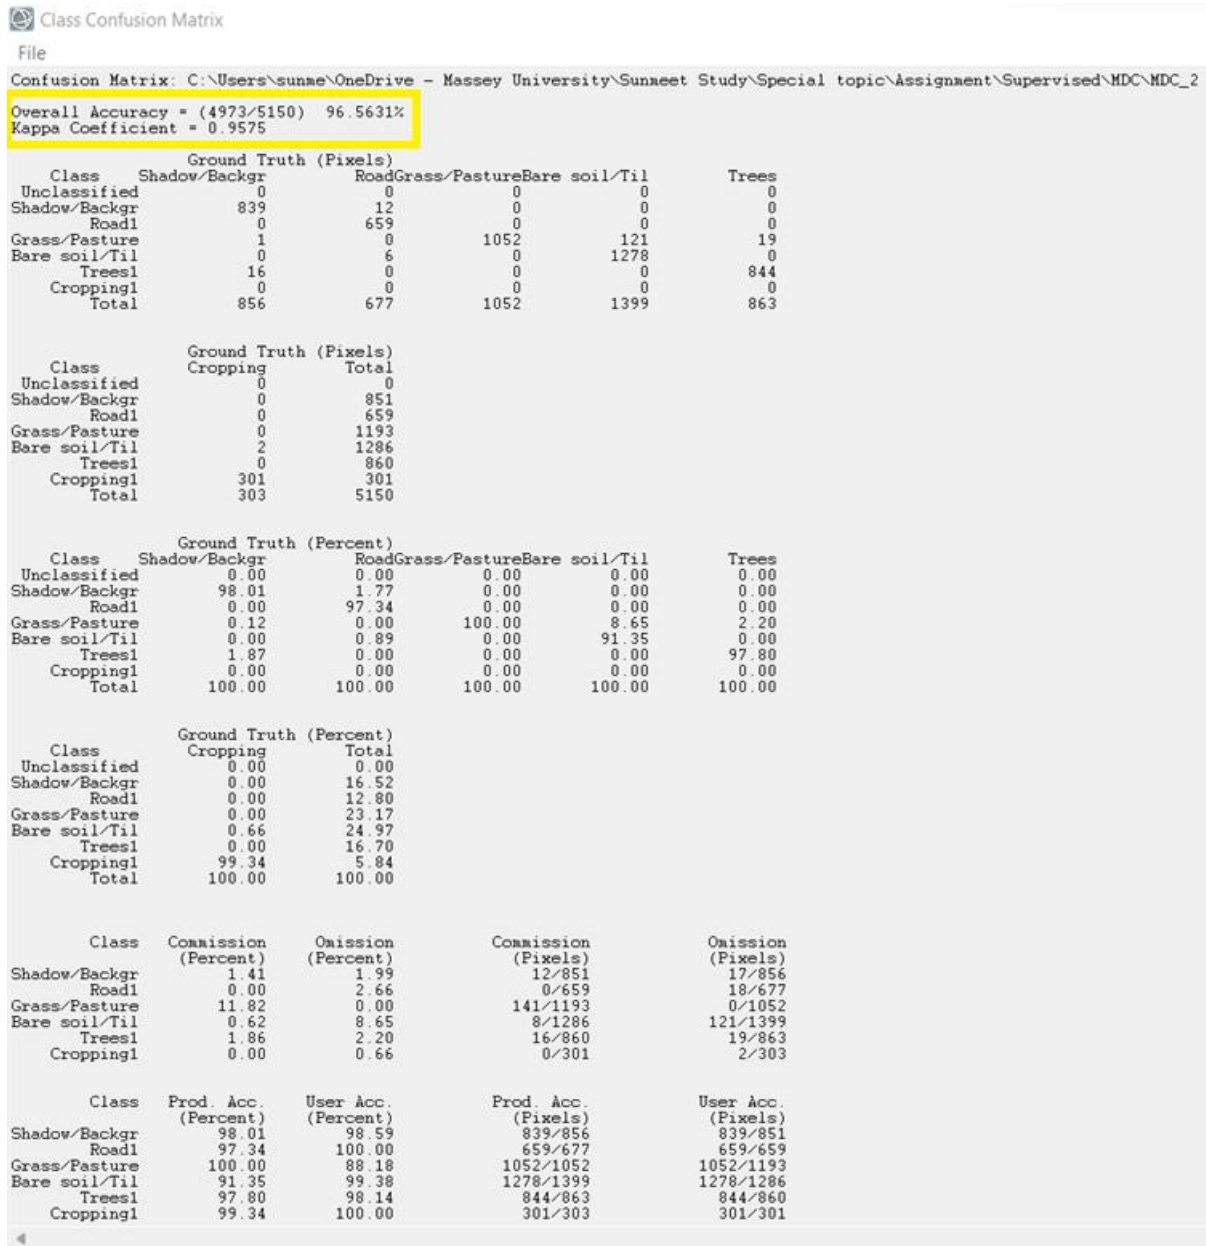 Class Confusion Matrix
File
Confusion Matrix: C:\Users\sunme\OneDrive - Massey University\Sunmeet Study\Special topic\Assignment\Supervised\MDC\MDC_2
Overall Accuracy = (4973/5150) 96.5631%
Kappa Coefficient = 0.9575
Ground Truth (Pixels)
Class Shadow/Backgr RoadGrass/PastureBare soil/Til Trees
Unclassified 0 0 0 0 0
Shadow/Backgr 839 12 0 0 0
Road1 0 659 0 0 0
Grass/Pasture 1 0 1052 121 19
Bare soil/Til 0 6 0 1278 0
Trees1 16 0 0 0 844
Cropping1 0 0 0 0 0
Total 856 677 1052 1399 863
Ground Truth (Pixels)
Class Cropping Total
Unclassified 0 0
Shadow/Backgr 0 851
Road1 0 659
Grass/Pasture 0 1193
Bare soil/Til 2 1286
Trees1 0 860
Cropping1 301 301
Total 303 5150
Ground Truth (Percent)
Class Shadow/Backgr RoadGrass/PastureBare soil/Til Trees
Unclassified 0.00 0.00 0.00 0.00 0.00
Shadow/Backgr 98.01 1.77 0.00 0.00 0.00
Road1 0.00 97.34 0.00 0.00 0.00
Grass/Pasture 0.12 0.00 100.00 8.65 2.20
Bare soil/Til 0.00 0.89 0.00 91.35 0.00
Trees1 1.87 0.00 0.00 0.00 97.80
Cropping1 0.00 0.00 0.00 0.00 0.00
Total 100.00 100.00 100.00 100.00 100.00
Ground Truth (Percent)
Class Cropping Total
Unclassified 0.00 0.00
Shadow/Backgr 0.00 16.52
Road1 0.00 12.80
Grass/Pasture 0.00 23.17
Bare soil/Til 0.66 24.97
Trees1 0.00 16.70
Cropping1 99.34 5.84
Total 100.00 100.00
Class Commission Omission Commission Omission
(Percent) (Percent) (Pixels) (Pixels)
Shadow/Backgr 1.41 1.99 12/851 17/856
Road1 0.00 2.66 0/659 18/677
Grass/Pasture 11.82 0.00 141/1193 0/1052
Bare soil/Til 0.62 8.65 8/1286 121/1399
Trees1 1.86 2.20 16/860 19/863
Cropping1 0.00 0.66 0/301 2/303
Class Prod. Acc. User Acc. Prod. Acc. User Acc.
(Percent) (Percent) (Pixels) (Pixels)
Shadow/Backgr 98.01 98.59 839/856 839/851
Road1 97.34 100.00 659/677 659/659
Grass/Pasture 100.00 88.18 1052/1052 1052/1193
Bare soil/Til 91.35 99.38 1278/1399 1278/1286
Trees1 97.80 98.14 844/863 844/860
Cropping1 99.34 100.00 301/303 301/301